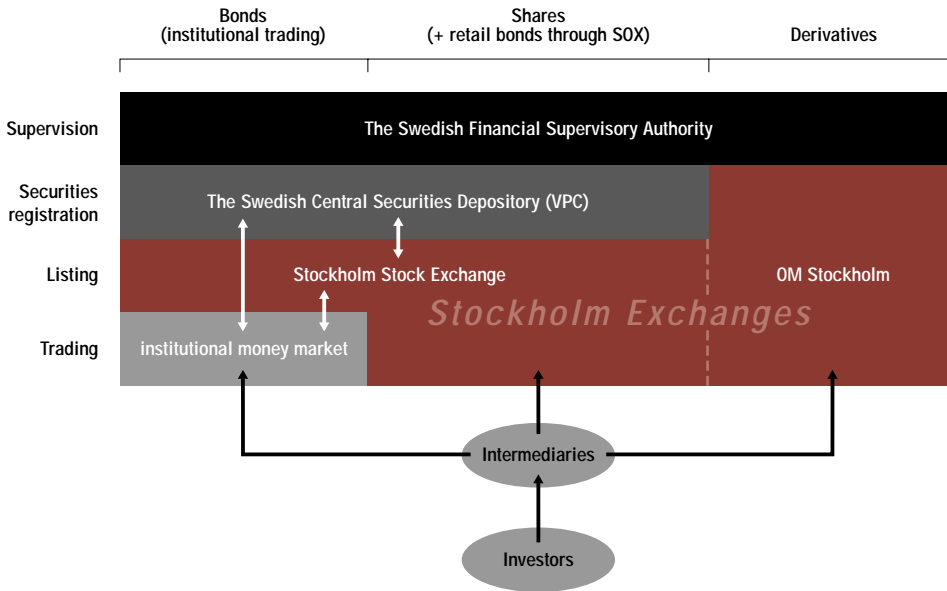 Bonds
(institutional trading)
Shares
(+ retail bonds through SOX)
Derivatives
Supervision
The Swedish Financial Supervisory Authority
Securities
registration
The Swedish Central Securities Depository (VPC)
Listing
Stockholm Stock Exchange
OM Stockholm
Stockholm Exchanges
Trading
institutional money market
Intermediaries
Investors